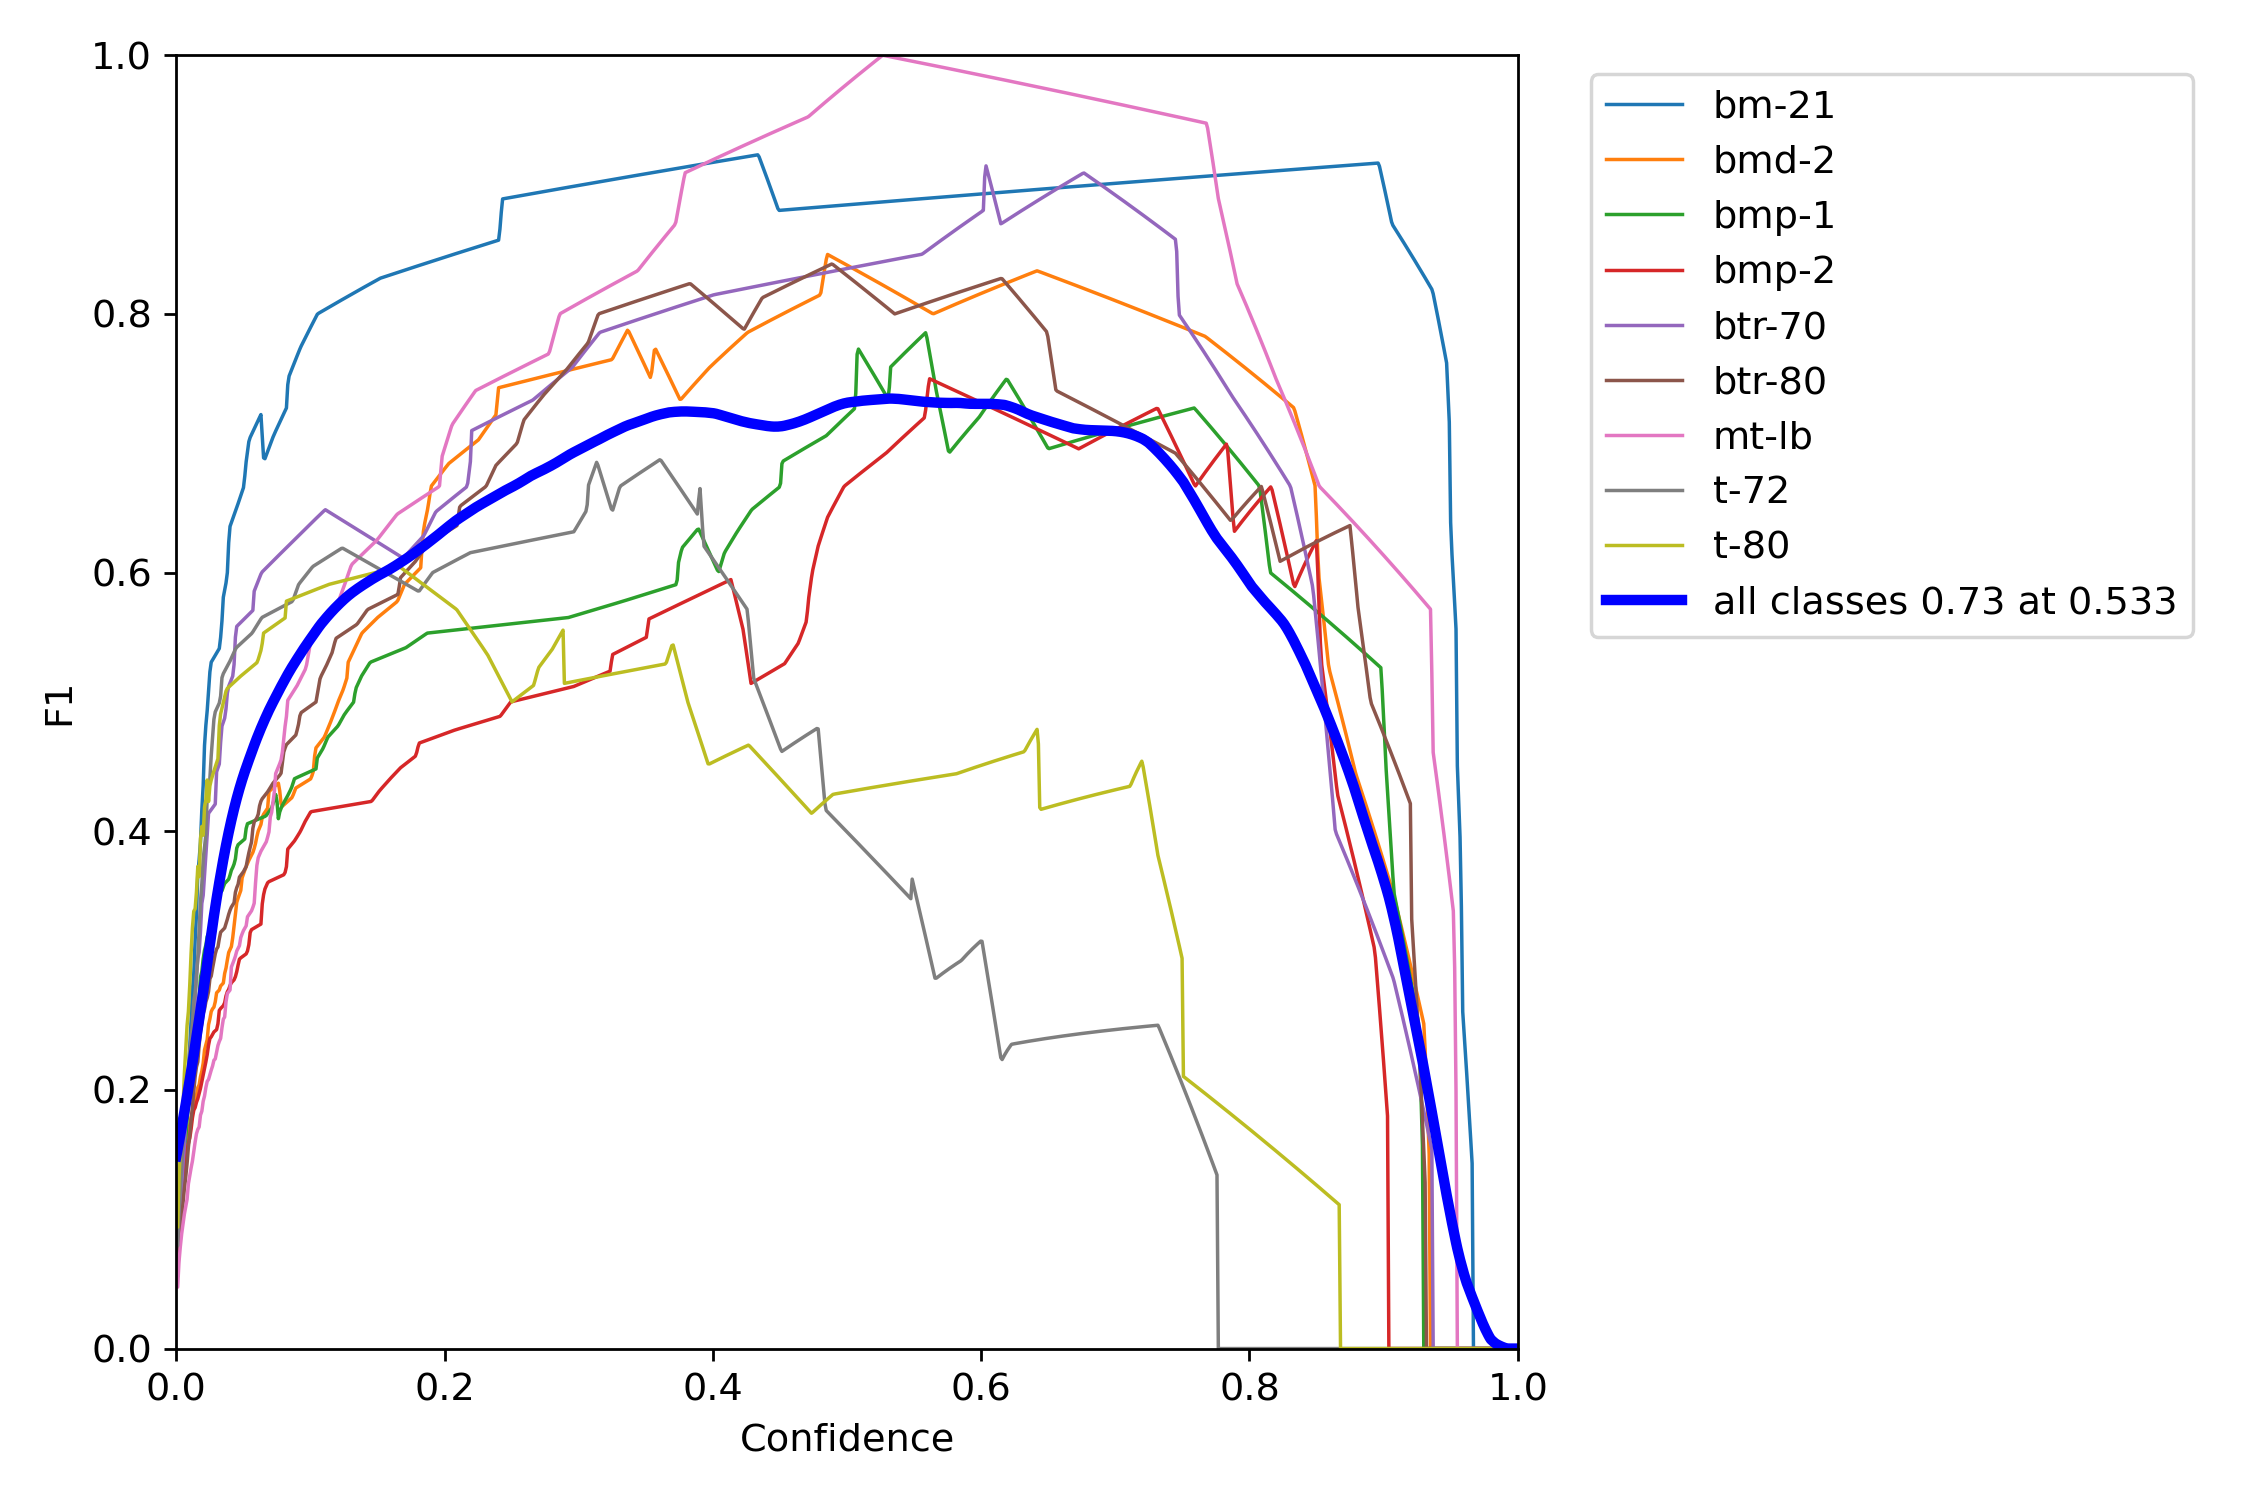 1.0
0.8
0.6
0.4
0.2
0.0
F1
0.0 0.2 0.4 0.6 0.8 1.0
Confidence
bm-21
bmd-2
bmp-1
bmp-2
btr-70
btr-80
mt-lb
t-72
t-80
all classes 0.73 at 0.533